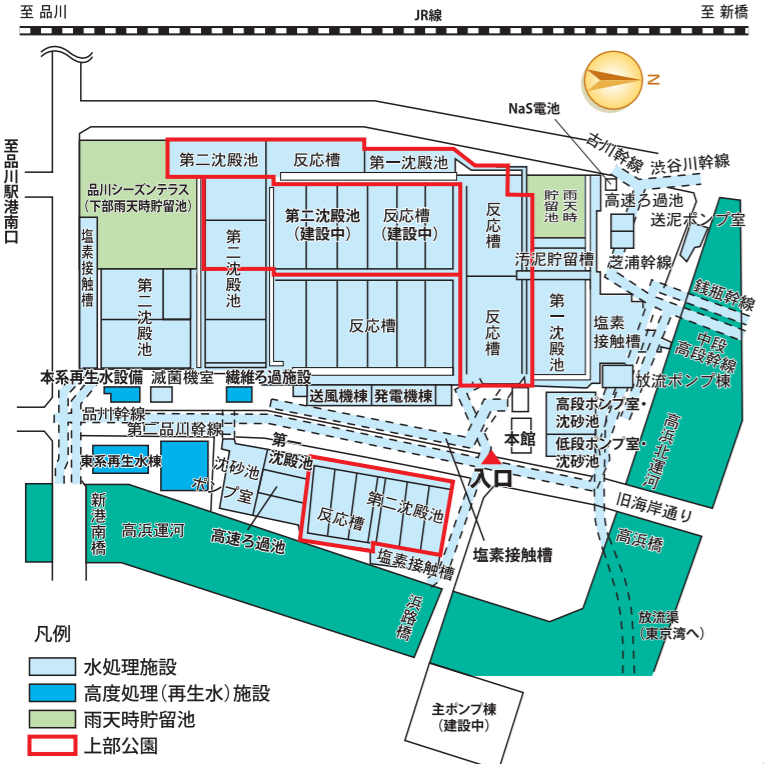 至 品川
JR線
至 新橋
N
NaS電池
古川幹線
渋谷川幹線
至品川駅港南口
第二沈殿池
反応槽
第一沈殿池
品川シーズンテラス
(下部雨天時貯留池)
高速ろ過池
送泥ポンプ室
雨天時
貯留池
第二沈殿池
(建設中)
反応槽
(建設中)
反応槽
塩素接触槽
第二沈殿池
第二沈殿池
汚泥貯留槽
芝浦幹線
銭瓶幹線
反応槽
反応槽
第一沈殿池
塩素
接触槽
中段
高段幹線
放流ポンプ棟
本系再生水設備
滅菌機室
繊維ろ過施設
送風機棟
発電機棟
品川幹線
第二品川幹線
本館
高段ポンプ室・
沈砂池
低段ポンプ室・
沈砂池
高浜北運河
東系再生水棟
沈砂池
ポンプ室
第一
沈殿池
入口
旧海岸通り
新港南橋
高浜運河
高速ろ過池
反応槽
第二沈殿池
塩素接触槽
塩素接触槽
高浜橋
浜路橋
放流渠
(東京湾へ)
凡例
水処理施設
高度処理(再生水)施設
雨天時貯留池
上部公園
主ポンプ棟
(建設中)